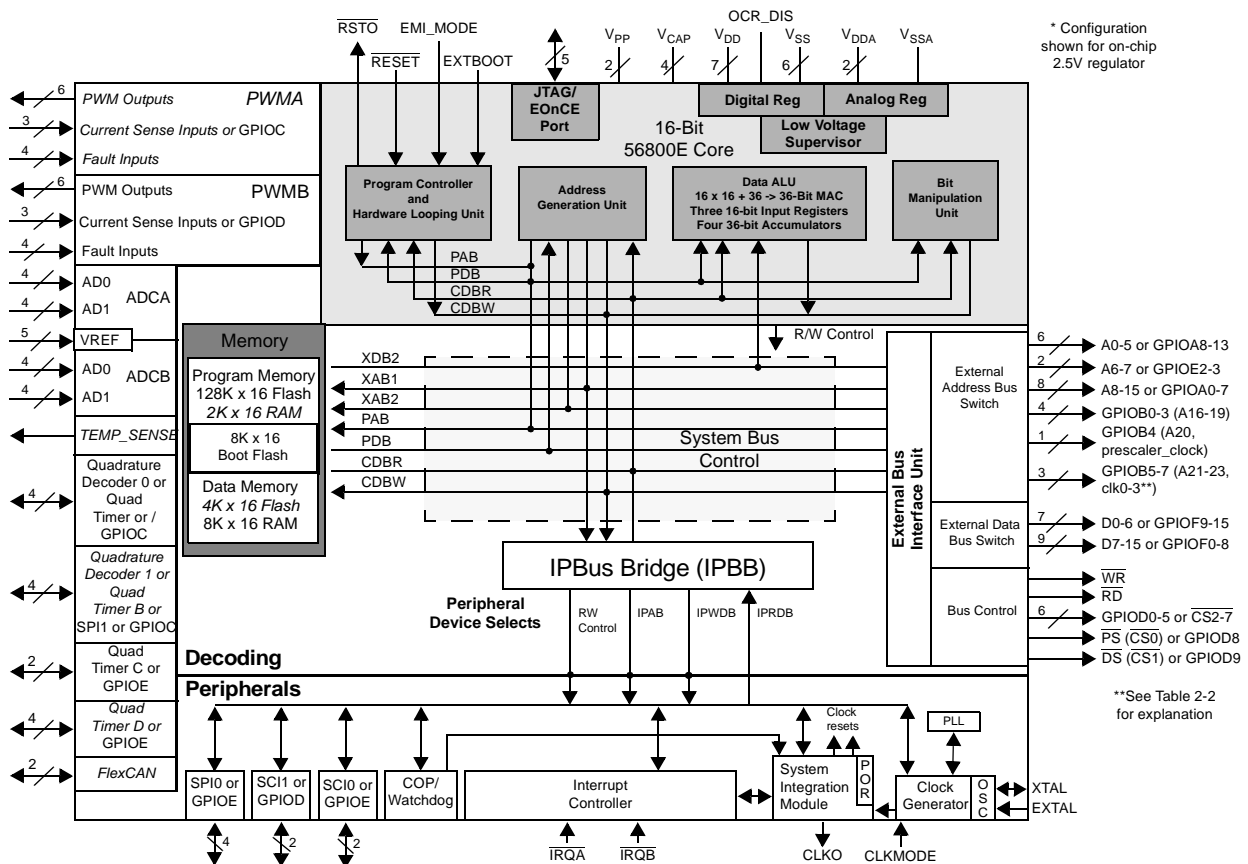 OCR_DIS
RSTO
EMI_MODE
RESET
EXTBOOT
5
VPP
2
VCAP
4
VDD
7
VSS
6
VDDA
2
VSSA
* Configuration
shown for on-chip
2.5V regulator
6
PWM Outputs
PWMA
3
Current Sense Inputs or GPIOC
4
Fault Inputs
6
PWM Outputs
PWMB
3
Current Sense Inputs or GPIOD
4
Fault Inputs
4
AD0
ADCA
4
AD1
5
VREF
4
AD0
ADCB
4
AD1
TEMP_SENSE
4
Quadrature
Decoder 0 or
Quad
Timer or /
GPIOC
4
Quadrature
Decoder 1 or
Quad
Timer B or
SPI1 or GPIOC
2
Quad
Timer C or
GPIOE
4
Quad
Timer D or
GPIOE
2
FlexCAN
JTAG/
EOnCE
Port
Digital Reg
Analog Reg
Low Voltage
Supervisor
16-Bit
56800E Core
Program Controller
and
Hardware Looping Unit
Address
Generation Unit
Data ALU
16 x 16 + 36 -> 36-Bit MAC
Three 16-bit Input Registers
Four 36-bit Accumulators
Bit
Manipulation
Unit
PAB
PDB
CDBR
CDBW
R/W Control
Memory
Program Memory
128K x 16 Flash
2K x 16 RAM
8K x 16
Boot Flash
Data Memory
4K x 16 Flash
8K x 16 RAM
XDB2
XAB1
XAB2
PAB
PDB
CDBR
CDBW
System Bus
Control
External Bus
Interface Unit
External
Address Bus
Switch
External Data
Bus Switch
Bus Control
6
A0-5 or GPIOA8-13
2
A6-7 or GPIOE2-3
8
A8-15 or GPIOA0-7
4
GPIOB0-3 (A16-19)
1
GPIOB4 (A20,
prescaler_clock)
3
GPIOB5-7 (A21-23,
clk0-3**)
7
D0-6 or GPIOF9-15
9
D7-15 or GPIOF0-8
WR
RD
6
GPIOD0-5 or CS2-7
PS (CS0) or GPIOD8
DS (CS1) or GPIOD9
**See Table 2-2
for explanation
IPBus Bridge (IPBB)
Peripheral
Device Selects
RW
Control
IPAB
IPWDB
IPRDB
Decoding
Peripherals
Clock
resets
PLL
SPI0 or
GPIOE
SCI1 or
GPIOD
SCI0 or
GPIOE
COP/
Watchdog
Interrupt
Controller
System
Integration
Module
POR
Clock
Generator
OSC
XTAL
EXTAL
4
2
2
IRQA
IRQB
CLKO
CLKMODE